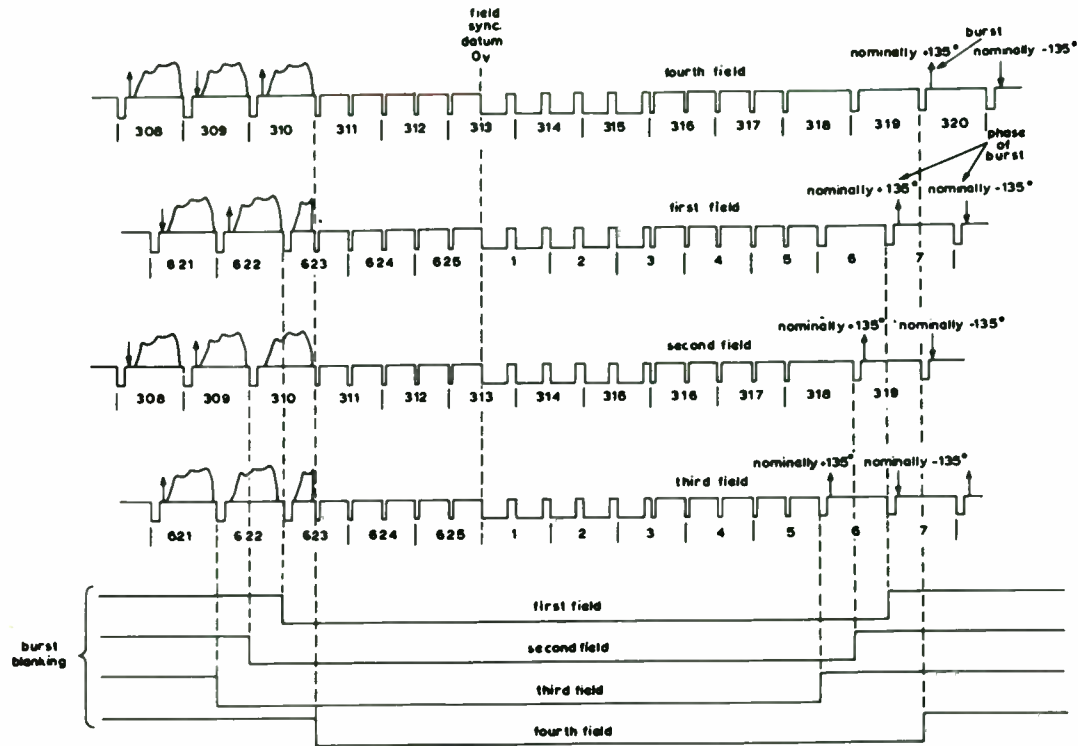 field
sync.
datum
Ov
burst
nominally +135°
nominally -135°
fourth field
308 309 310 311 312 313 314 315 316 317 318 319 320
phase
of
burst
nominally +135°
nominally -135°
first field
621 622 623 624 625 1 2 3 4 5 6 7
nominally +135°
nominally -135°
second field
308 309 310 311 312 313 314 315 316 317 318 319
nominally +135°
nominally -135°
third field
621 622 623 624 625 1 2 3 4 5 6 7
burst
blanking
first field
second field
third field
fourth field